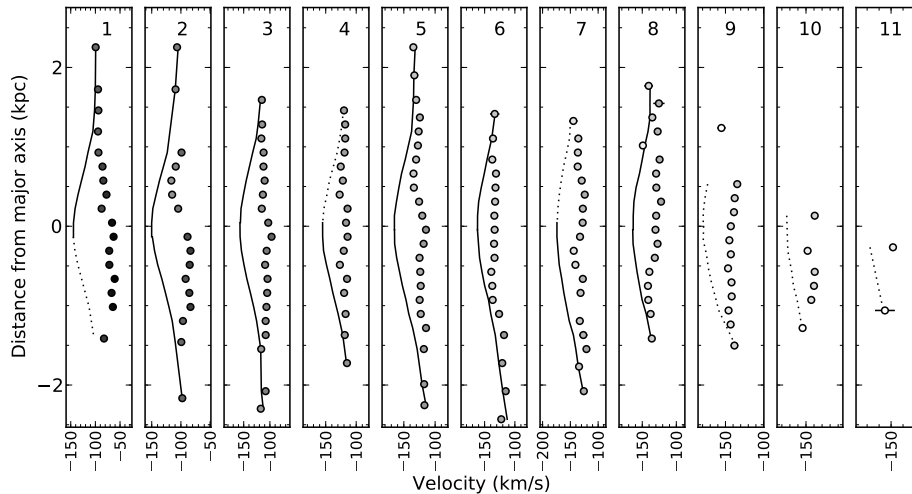 1 2 3 4 5 6 7 8 9 10 11
Distance from major axis (kpc)
2
0
−2
−150 −100 −50 −150 −100 −50 −150 −100 −150 −100 −150 −100 −150 −100 −200 −150 −100 −150 −100 −150 −100 −150 −150
Velocity (km/s)